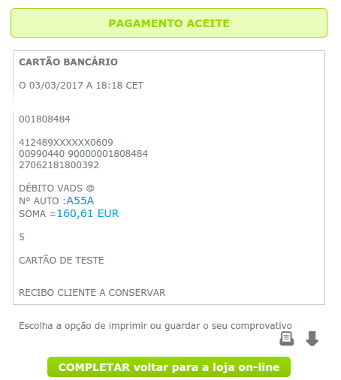 PAGAMENTO ACEITE
CARTÃO BANCÁRIO
O 03/03/2017 A 18:18 CET
001808484
412489XXXXXX0609
00990440 90000001808484
27062181800392
DÉBITO VADS @
Nº AUTO :A55A
SOMA =160,61 EUR
5
CARTÃO DE TESTE
RECIBO CLIENTE A CONSERVAR
Escolha a opção de imprimir ou guardar o seu comprovativo
COMPLETAR voltar para a loja on-line